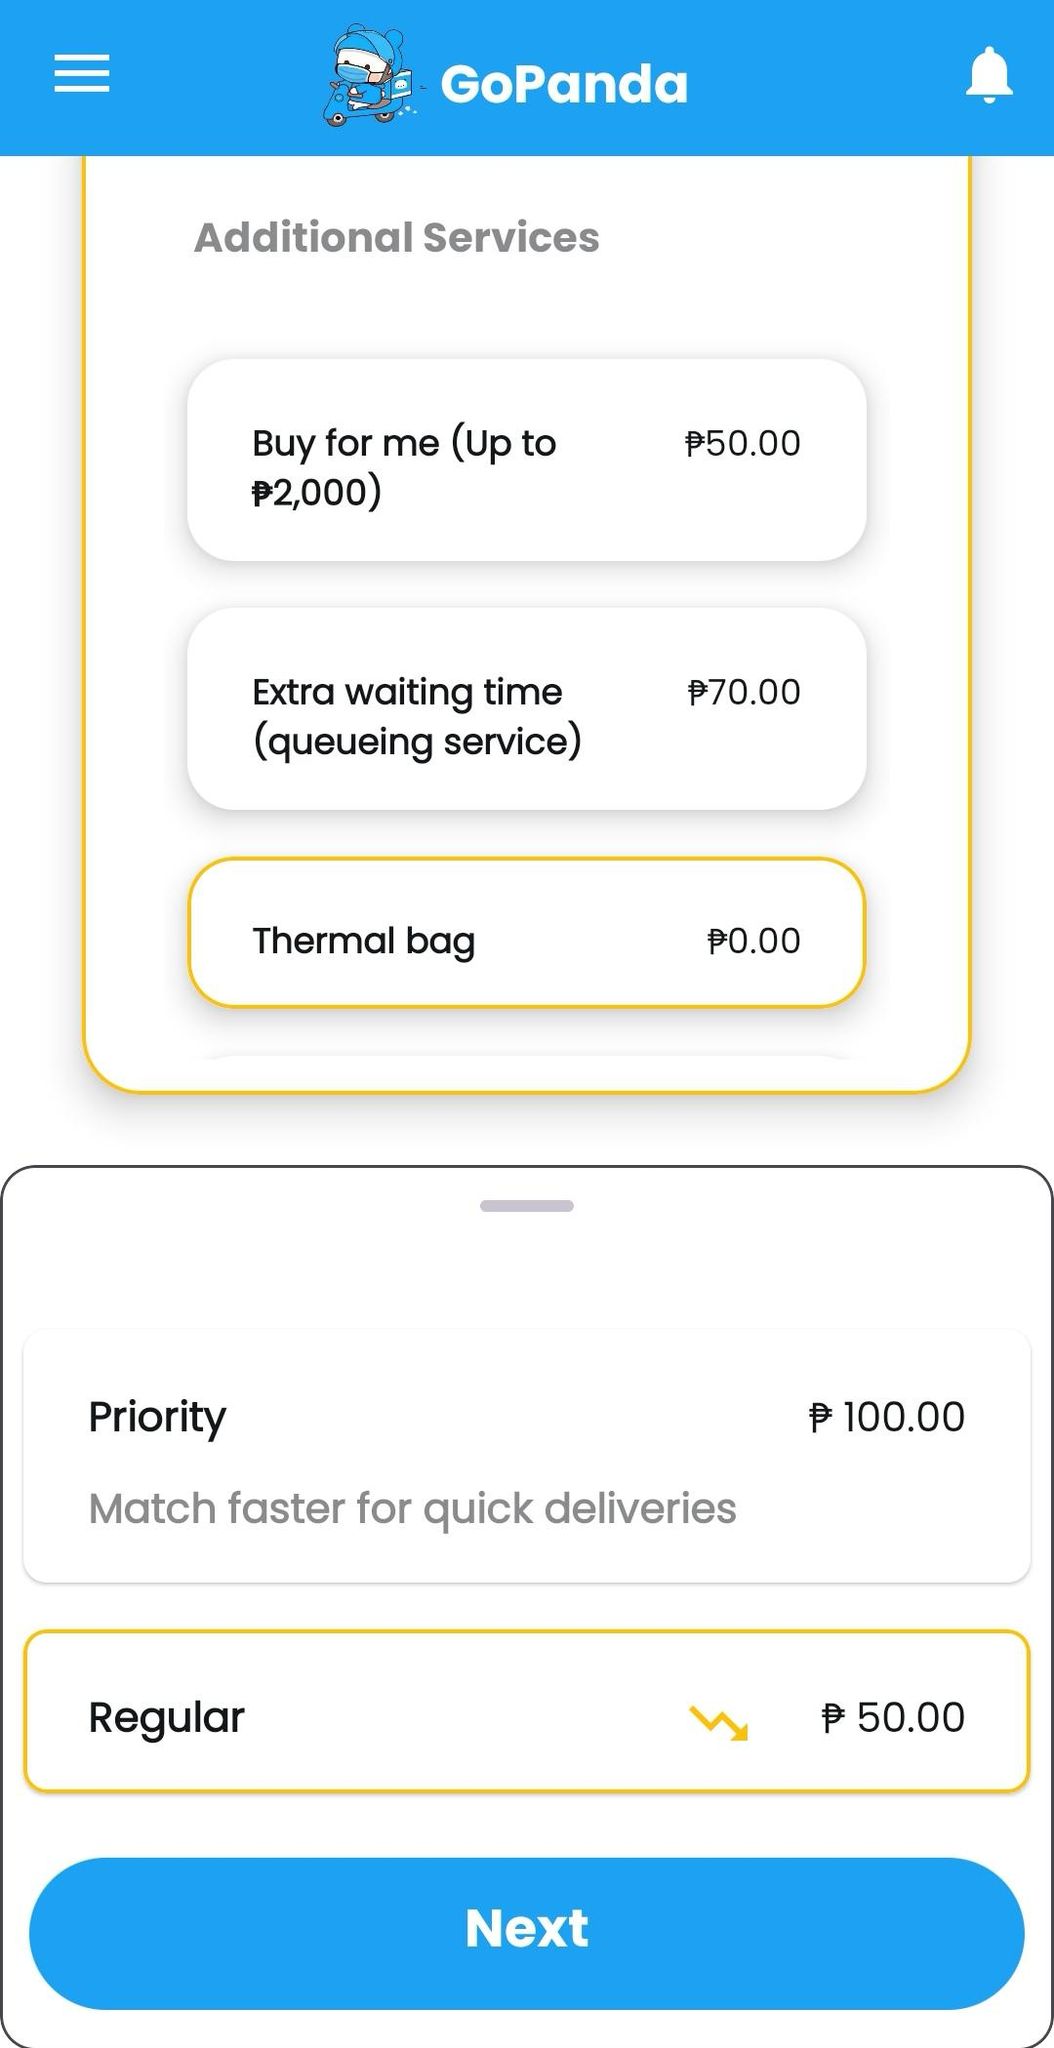 GoPanda
Additional Services
Buy for me (Up to
₱2,000)
₱50.00
Extra waiting time
(queueing service)
₱70.00
Thermal bag
₱0.00
Priority
₱ 100.00
Match faster for quick deliveries
Regular
₱ 50.00
Next